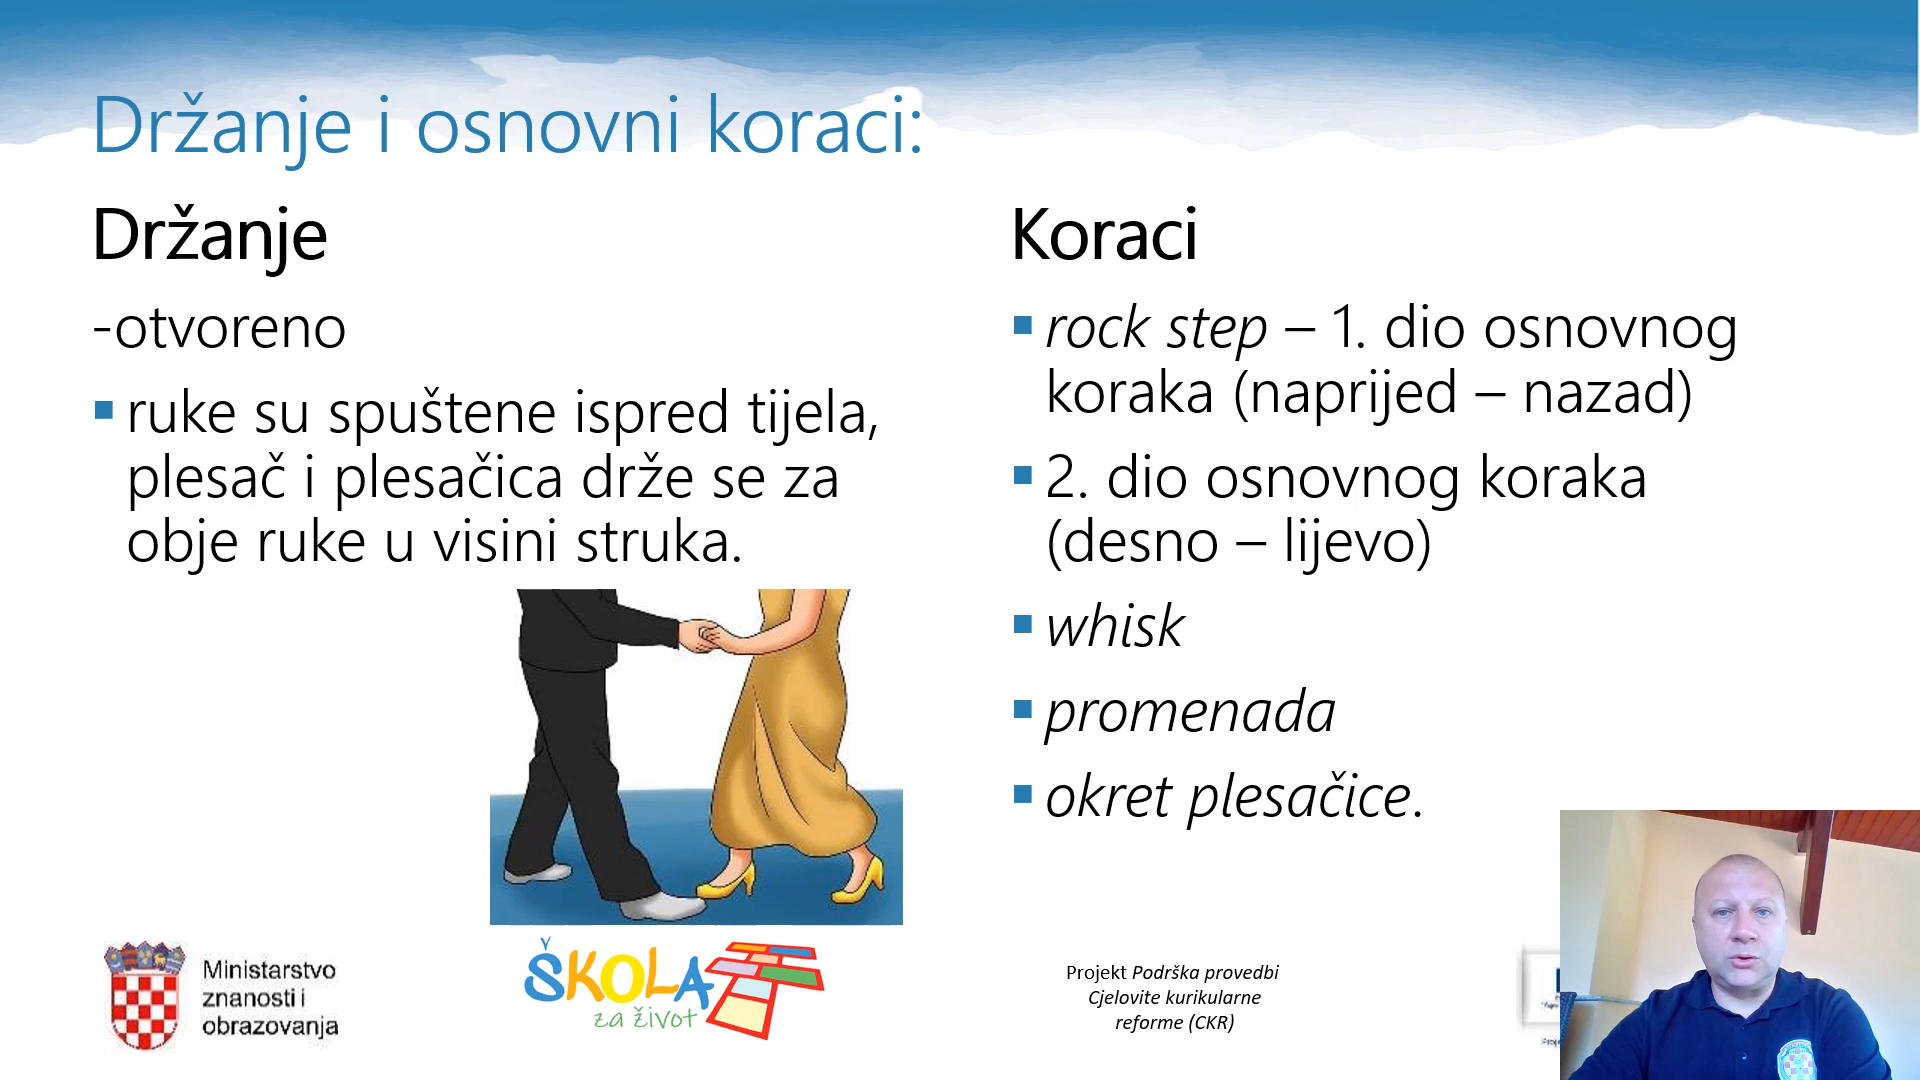 Držanje i osnovni koraci:
Držanje
-otvoreno
ruke su spuštene ispred tijela,
plesač i plesačica drže se za
obje ruke u visini struka.
Koraci
rock step – 1. dio osnovnog
koraka (naprijed – nazad)
2. dio osnovnog koraka
(desno – lijevo)
whisk
promenada
okret plesačice.
Ministarstvo
znanosti i
obrazovanja
ŠKOLA
za život
Projekt Podrška provedbi
Cjelovite kurikularne
reforme (CKR)